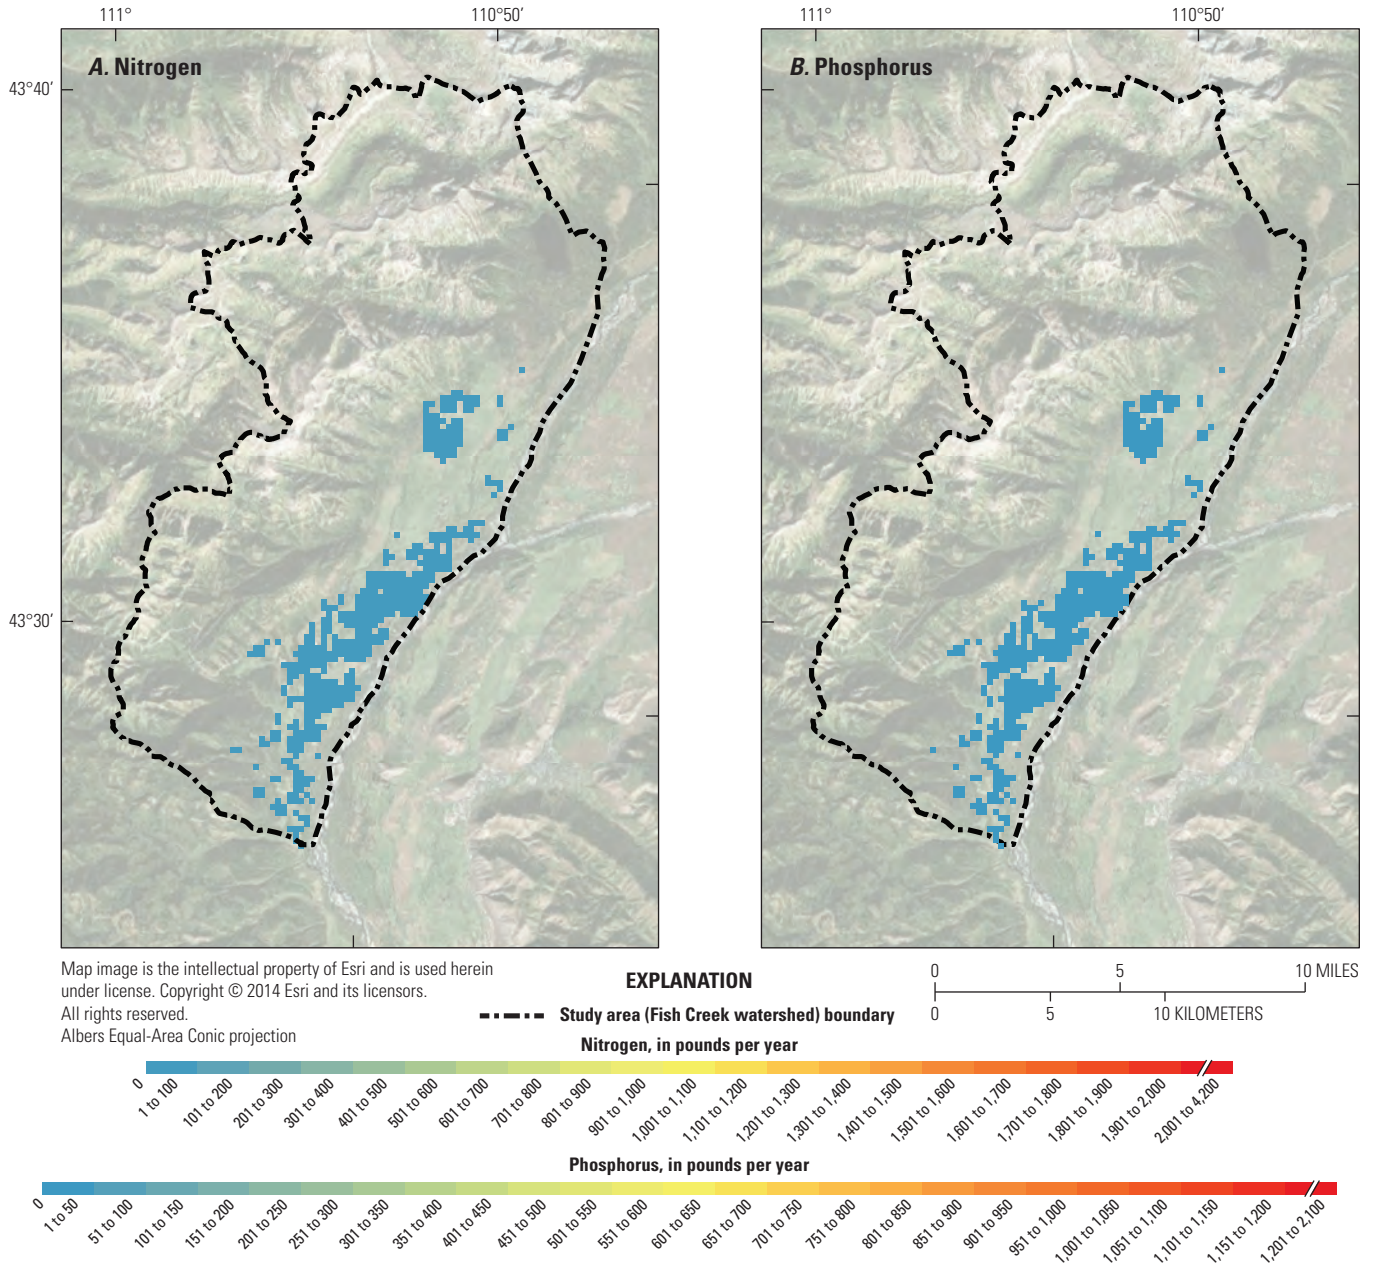 111°
110°50′
111°
110°50′
A. Nitrogen
B. Phosphorus
43°40′
43°30′
Map image is the intellectual property of Esri and is used herein
under license. Copyright © 2014 Esri and its licensors.
All rights reserved.
Albers Equal-Area Conic projection
EXPLANATION
Study area (Fish Creek watershed) boundary
0 5 10 MILES
0 5 10 KILOMETERS
Nitrogen, in pounds per year
0
1 to 100
101 to 200
201 to 300
301 to 400
401 to 500
501 to 600
601 to 700
701 to 800
801 to 900
901 to 1,000
1,001 to 1,100
1,101 to 1,200
1,201 to 1,300
1,301 to 1,400
1,401 to 1,500
1,501 to 1,600
1,601 to 1,700
1,701 to 1,800
1,801 to 1,900
1,901 to 2,000
2,001 to 4,200
Phosphorus, in pounds per year
0
1 to 50
51 to 100
101 to 150
151 to 200
201 to 250
251 to 300
301 to 350
351 to 400
401 to 450
451 to 500
501 to 550
551 to 600
601 to 650
651 to 700
701 to 750
751 to 800
801 to 850
851 to 900
901 to 950
951 to 1,000
1,001 to 1,050
1,051 to 1,100
1,101 to 1,150
1,151 to 1,200
1,201 to 2,100